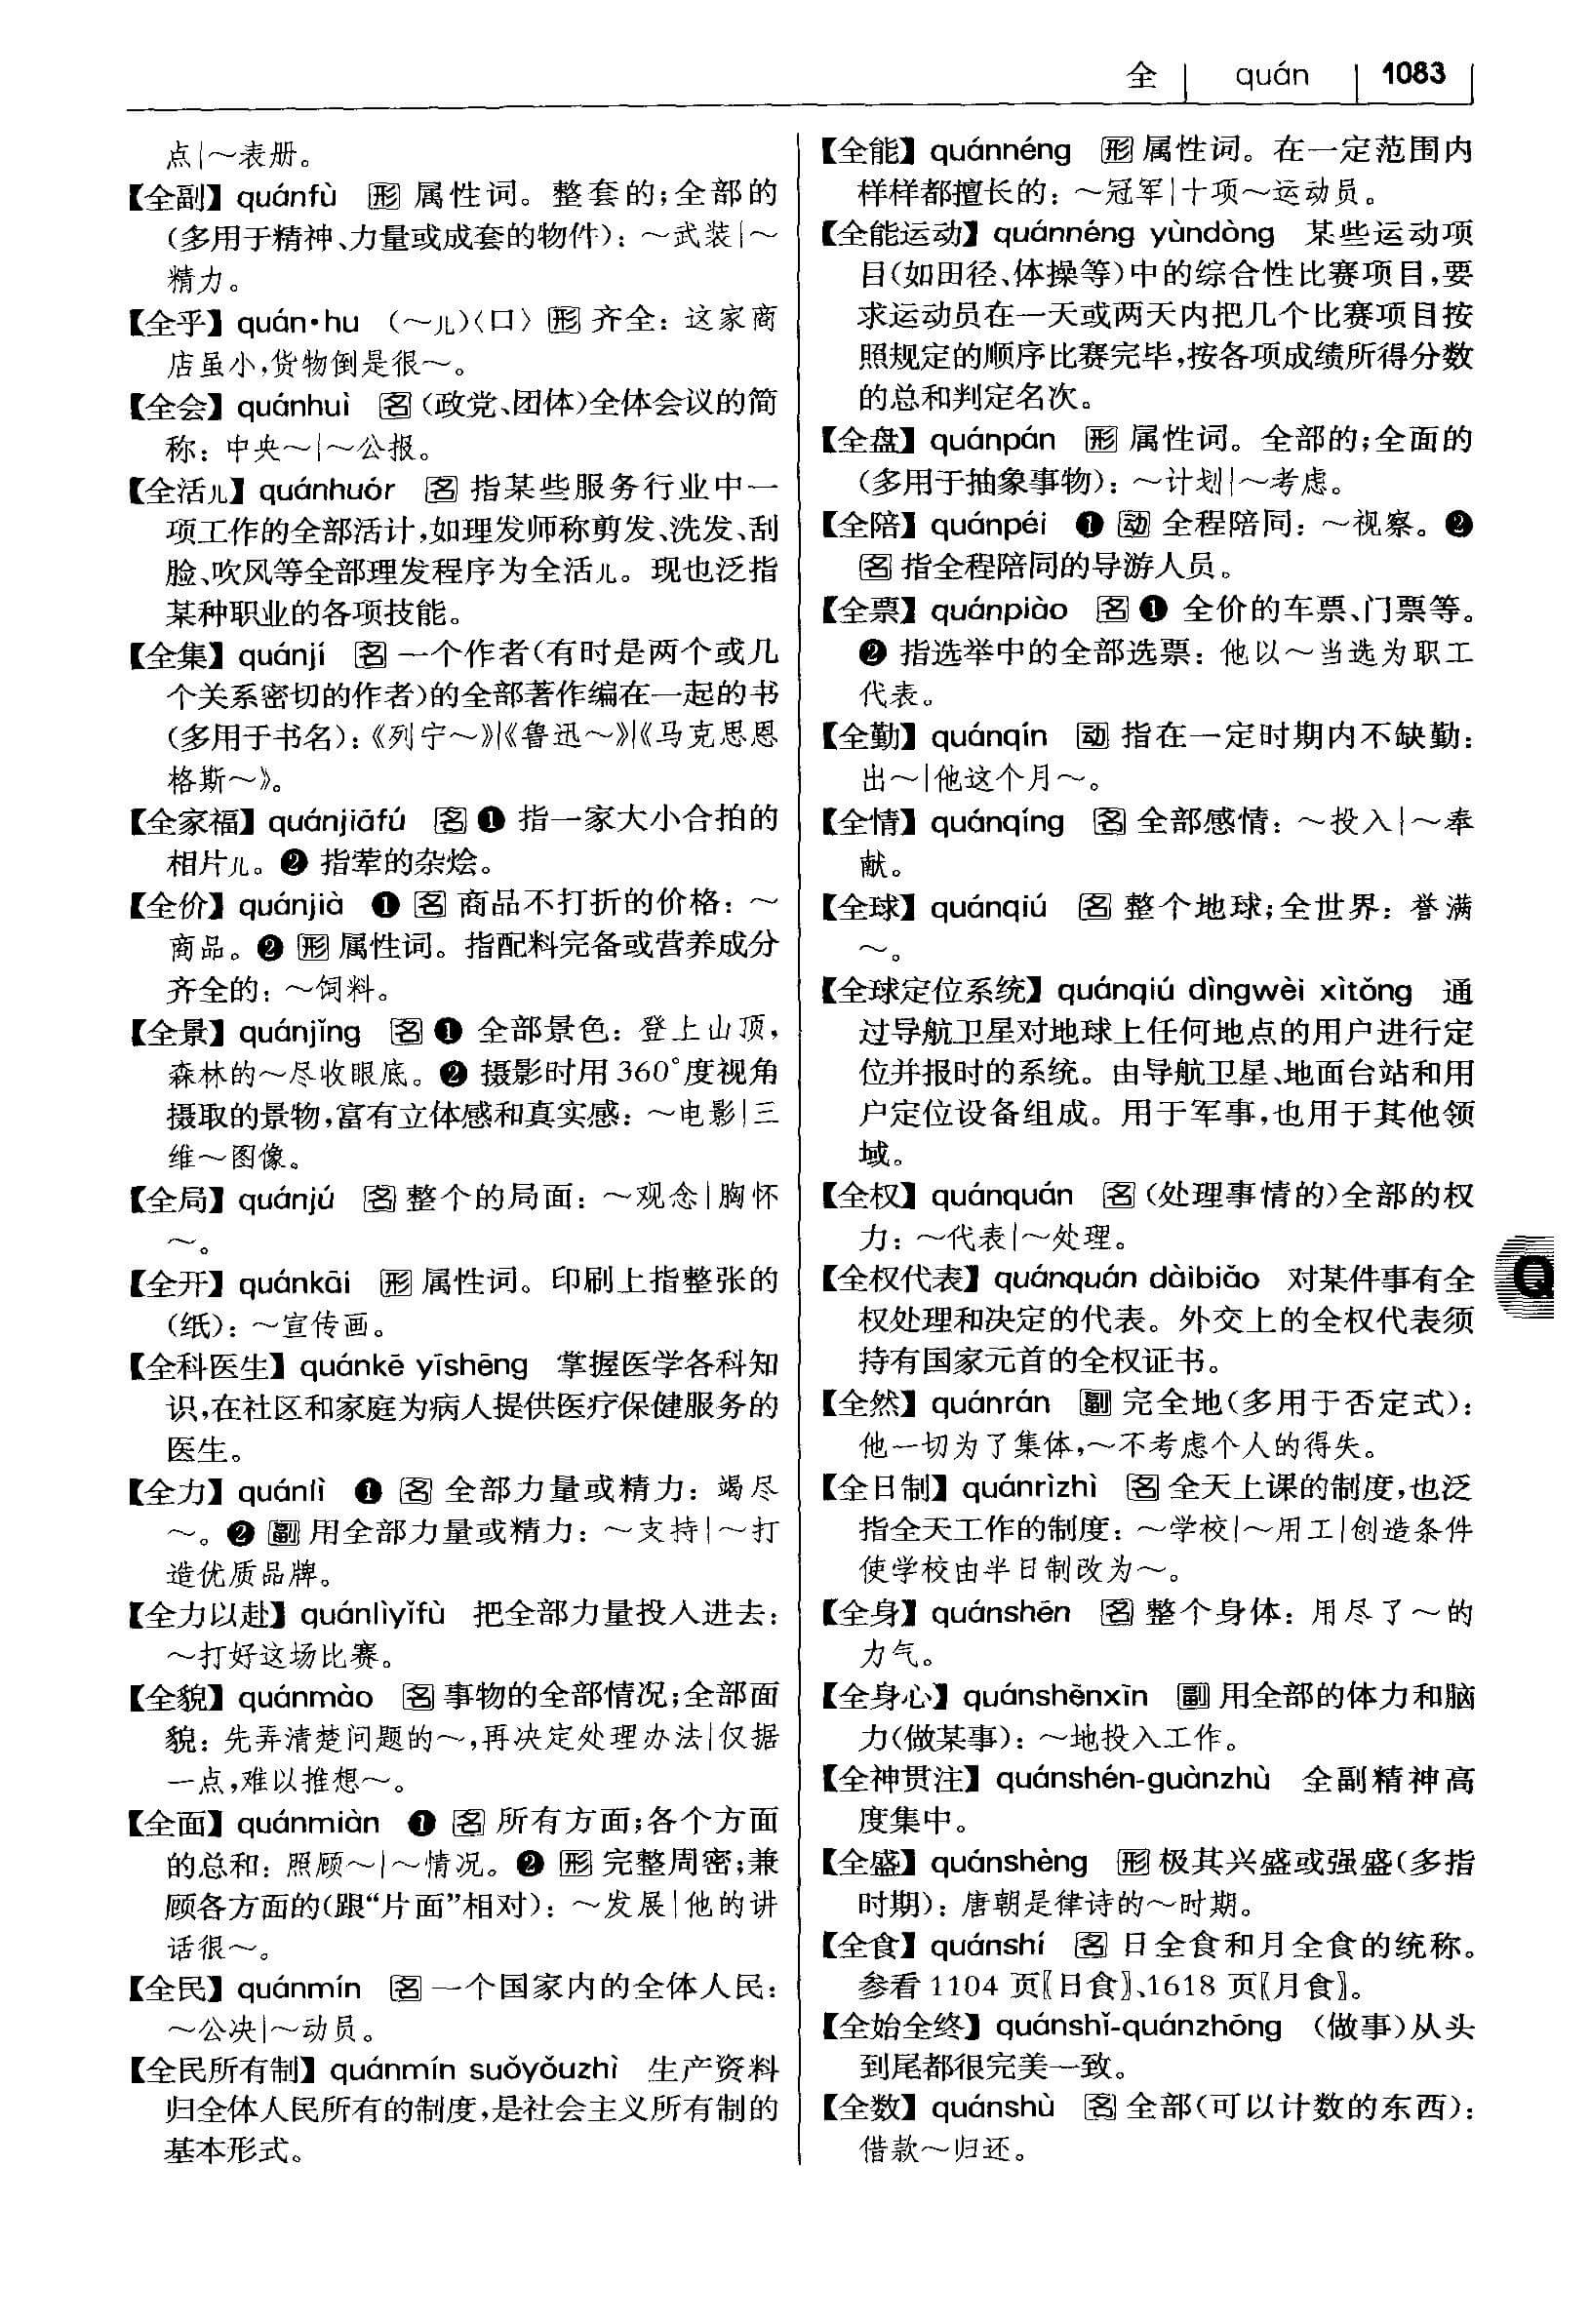 全 | quán | 1083
点|～表册。
【全副】quánfù 形 属性词。整套的;全部的
(多用于精神、力量或成套的物件)：～武装|～
精力。
【全乎】quán·hu （～儿)〈口〉形 齐全：这家商
店虽小,货物倒是很～。
【全会】quánhuì 名(政党、团体)全体会议的简
称：中央～|～公报。
【全活儿】quánhuór 名 指某些服务行业中一
项工作的全部活计,如理发师称剪发、洗发、刮
脸、吹风等全部理发程序为全活儿。现也泛指
某种职业的各项技能。
【全集】quánjí 名 一个作者(有时是两个或几
个关系密切的作者)的全部著作编在一起的书
(多用于书名)：《列宁～》|《鲁迅～》|《马克思恩
格斯～》。
【全家福】quánjiāfú 名❶ 指一家大小合拍的
相片儿。❷ 指荤的杂烩。
【全价】quánjià ❶ 名 商品不打折的价格：～
商品。❷ 形 属性词。指配料完备或营养成分
齐全的：～饲料。
【全景】quánjǐng 名❶ 全部景色：登上山顶,
森林的～尽收眼底。❷ 摄影时用360°度视角
摄取的景物,富有立体感和真实感：～电影|三
维～图像。
【全局】quánjú 名 整个的局面：～观念|胸怀
～。
【全开】quánkāi 形 属性词。印刷上指整张的
(纸)：～宣传画。
【全科医生】quánkē yīshēng 掌握医学各科知
识,在社区和家庭为病人提供医疗保健服务的
医生。
【全力】quánlì ❶ 名 全部力量或精力：竭尽
～。❷ 副 用全部力量或精力：～支持|～打
造优质品牌。
【全力以赴】quánlìyǐfù 把全部力量投入进去：
～打好这场比赛。
【全貌】quánmào 名 事物的全部情况;全部面
貌：先弄清楚问题的～,再决定处理办法|仅据
一点,难以推想～。
【全面】quánmiàn ❶ 名 所有方面;各个方面
的总和：照顾～|～情况。❷ 形 完整周密;兼
顾各方面的(跟“片面”相对)：～发展|他的讲
话很～。
【全民】quánmín 名 一个国家内的全体人民：
～公决|～动员。
【全民所有制】quánmín suǒyǒuzhì 生产资料
归全体人民所有的制度,是社会主义所有制的
基本形式。
【全能】quánnéng 形 属性词。在一定范围内
样样都擅长的：～冠军|十项～运动员。
【全能运动】quánnéng yùndòng 某些运动项
目(如田径、体操等)中的综合性比赛项目,要
求运动员在一天或两天内把几个比赛项目按
照规定的顺序比赛完毕,按各项成绩所得分数
的总和判定名次。
【全盘】quánpán 形 属性词。全部的;全面的
(多用于抽象事物)：～计划|～考虑。
【全陪】quánpéi ❶ 动 全程陪同：～视察。❷
名 指全程陪同的导游人员。
【全票】quánpiào 名❶ 全价的车票、门票等。
❷ 指选举中的全部选票：他以～当选为职工
代表。
【全勤】quánqín 动 指在一定时期内不缺勤：
出～|他这个月～。
【全情】quánqíng 名 全部感情：～投入|～奉
献。
【全球】quánqiú 名 整个地球;全世界：誉满
～。
【全球定位系统】quánqiú dìngwèi xìtǒng 通
过导航卫星对地球上任何地点的用户进行定
位并报时的系统。由导航卫星、地面台站和用
户定位设备组成。用于军事,也用于其他领
域。
【全权】quánquán 名(处理事情的)全部的权
力：～代表|～处理。
【全权代表】quánquán dàibiǎo 对某件事有全
权处理和决定的代表。外交上的全权代表须
持有国家元首的全权证书。
【全然】quánrán 副 完全地(多用于否定式)：
他一切为了集体,～不考虑个人的得失。
【全日制】quánrìzhì 名 全天上课的制度,也泛
指全天工作的制度：～学校|～用工|创造条件
使学校由半日制改为～。
【全身】quánshēn 名 整个身体：用尽了～的
力气。
【全身心】quánshēnxīn 副 用全部的体力和脑
力(做某事)：～地投入工作。
【全神贯注】quánshén-guànzhù 全副精神高
度集中。
【全盛】quánshèng 形 极其兴盛或强盛(多指
时期)：唐朝是律诗的～时期。
【全食】quánshí 名 日全食和月全食的统称。
参看1104页〖日食〗、1618页〖月食〗。
【全始全终】quánshǐ-quánzhōng （做事)从头
到尾都很完美一致。
【全数】quánshù 名 全部(可以计数的东西)：
借款～归还。
Q